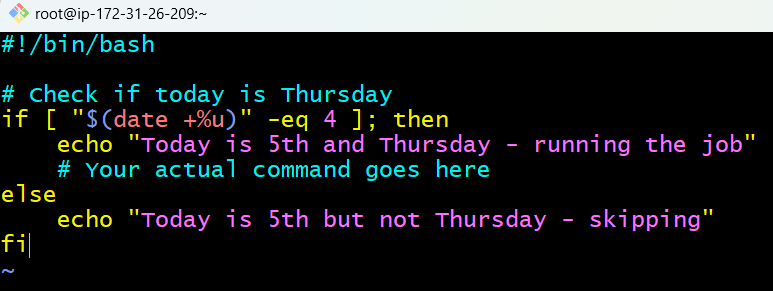 root@ip-172-31-26-209:~
#!/bin/bash
# Check if today is Thursday
if [ "$(date +%u)" -eq 4 ]; then
    echo "Today is 5th and Thursday - running the job"
    # Your actual command goes here
else
    echo "Today is 5th but not Thursday - skipping"
fi
~